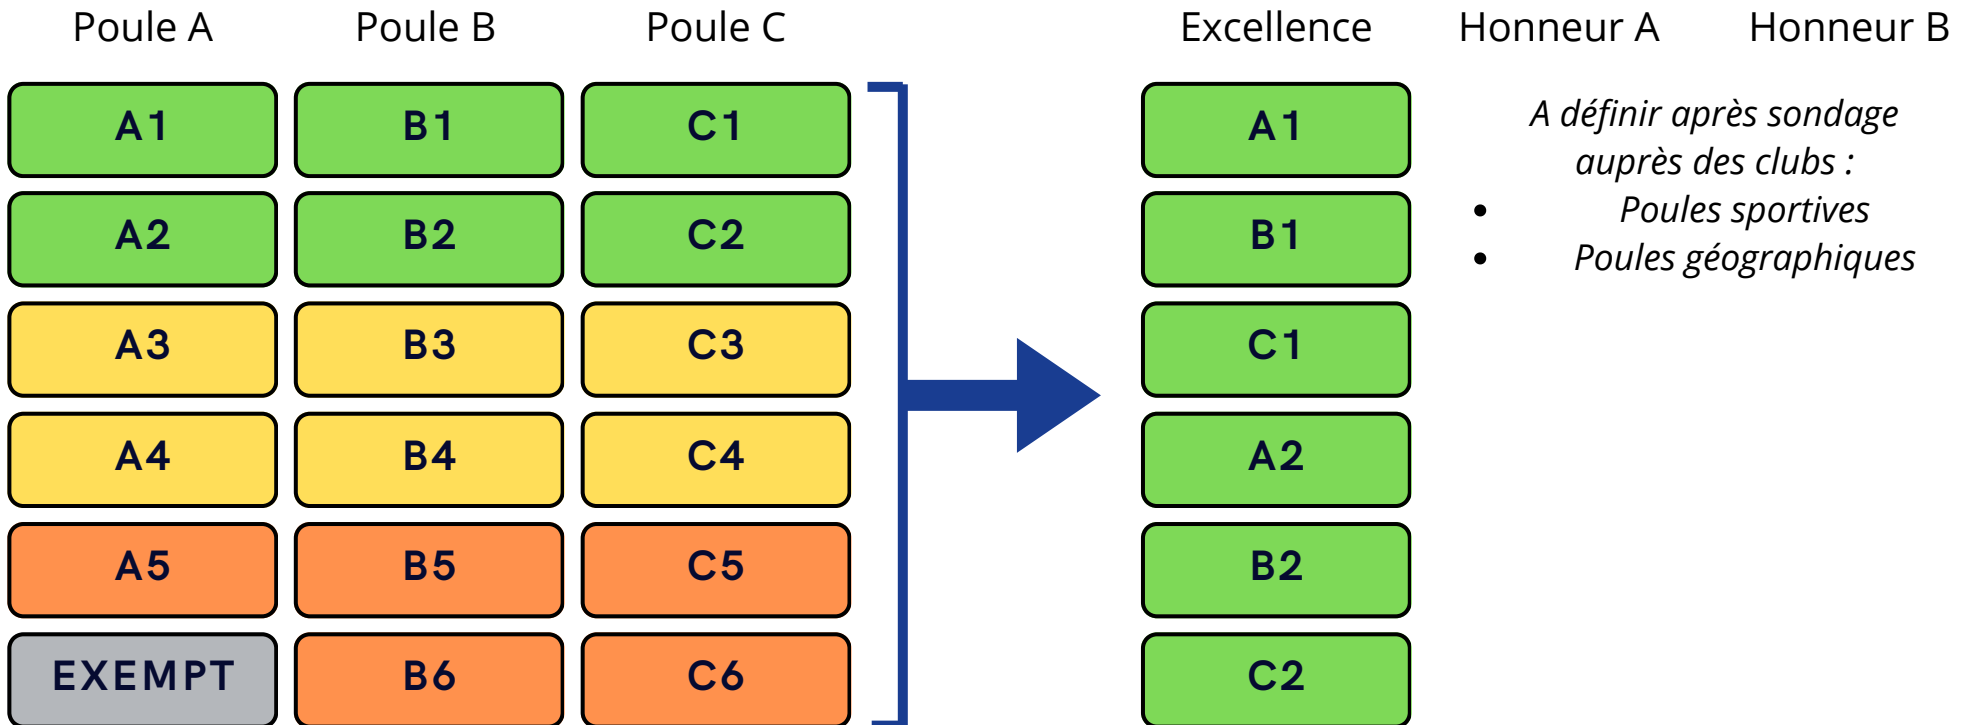 Poule A Poule B Poule C Excellence Honneur A Honneur B
A1 B1 C1 A1
A2 B2 C2 B1
A3 B3 C3 C1
A4 B4 C4 A2
A5 B5 C5 B2
EXEMPT B6 C6 C2
A définir après sondage
auprès des clubs :
• Poules sportives
• Poules géographiques